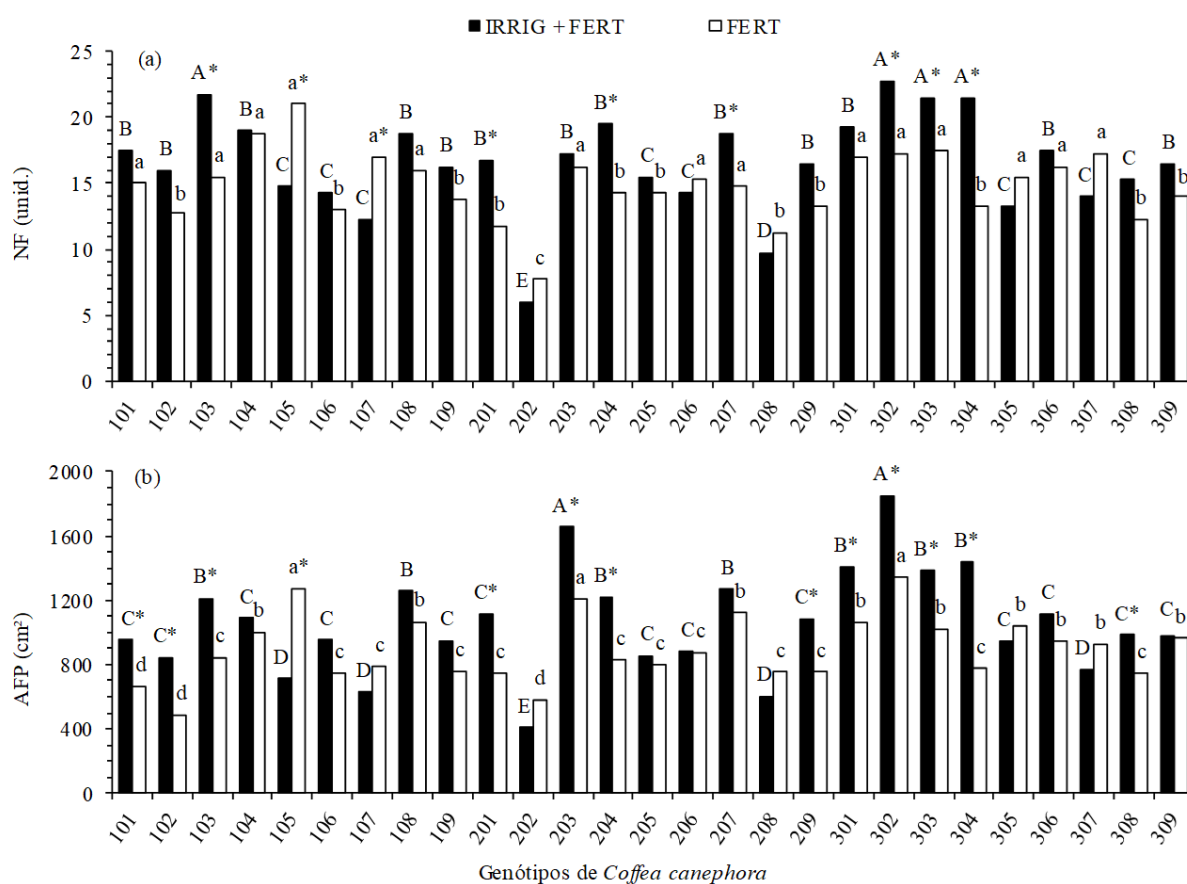 IRRIG + FERT FERT
(a)
NF (unid.)
25
20
15
10
5
0
B a B b A* a B a C a* C b C a* B a B b B* b E c B a B* b C b C a B* a D b B b B a A* a A* a A* b C a B a C a C b B b
101 102 103 104 105 106 107 108 109 201 202 203 204 205 206 207 208 209 301 302 303 304 305 306 307 308 309
(b)
AFP (cm²)
2000
1600
1200
800
400
0
C* d C* d B* c C b D a* C c D c B b C c C* c E d A* a B* c C c C c B b D c C* c B* b A* a B* b B* c C b C b D b C* c C b
101 102 103 104 105 106 107 108 109 201 202 203 204 205 206 207 208 209 301 302 303 304 305 306 307 308 309
Genótipos de Coffea canephora